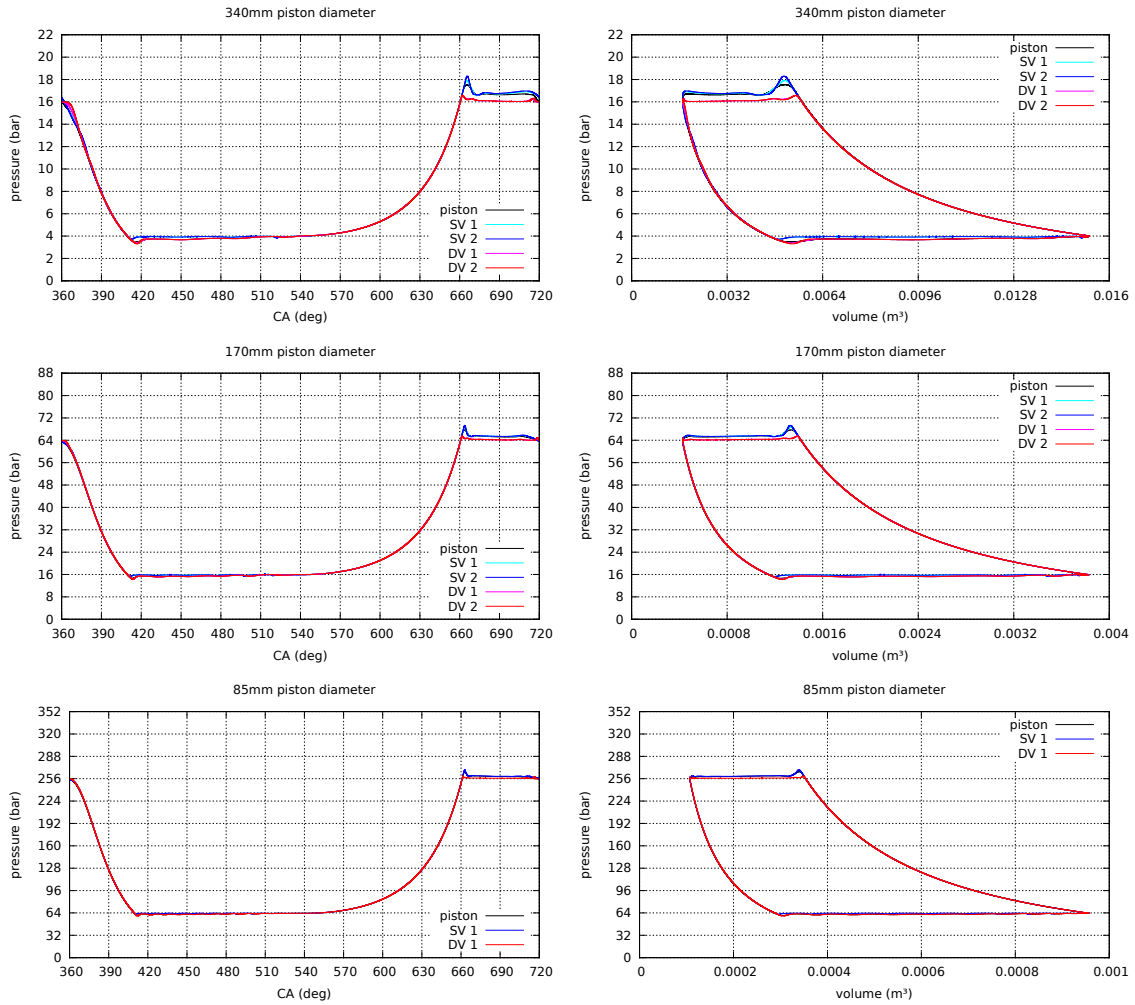 340mm piston diameter
pressure (bar)
22
20
18
16
14
12
10
8
6
4
2
0
piston
SV 1
SV 2
DV 1
DV 2
360 390 420 450 480 510 540 570 600 630 660 690 720
CA (deg)
340mm piston diameter
pressure (bar)
22
20
18
16
14
12
10
8
6
4
2
0
piston
SV 1
SV 2
DV 1
DV 2
0 0.0032 0.0064 0.0096 0.0128 0.016
volume (m³)
170mm piston diameter
pressure (bar)
88
80
72
64
56
48
40
32
24
16
8
0
piston
SV 1
SV 2
DV 1
DV 2
360 390 420 450 480 510 540 570 600 630 660 690 720
CA (deg)
170mm piston diameter
pressure (bar)
88
80
72
64
56
48
40
32
24
16
8
0
piston
SV 1
SV 2
DV 1
DV 2
0 0.0008 0.0016 0.0024 0.0032 0.004
volume (m³)
85mm piston diameter
pressure (bar)
352
320
288
256
224
192
160
128
96
64
32
0
piston
SV 1
DV 1
360 390 420 450 480 510 540 570 600 630 660 690 720
CA (deg)
85mm piston diameter
pressure (bar)
352
320
288
256
224
192
160
128
96
64
32
0
piston
SV 1
DV 1
0 0.0002 0.0004 0.0006 0.0008 0.001
volume (m³)